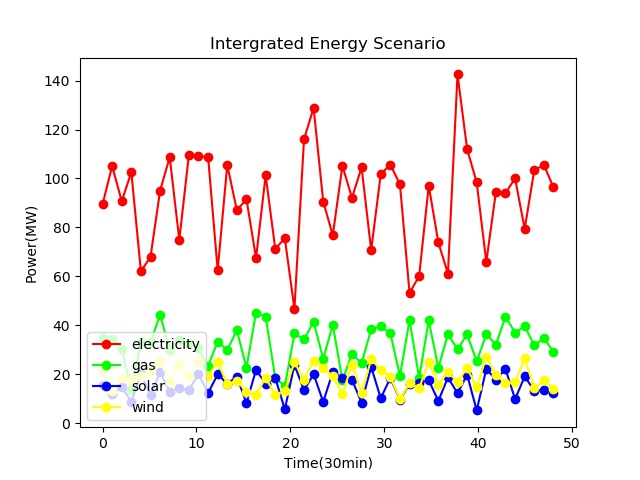 Intergrated Energy Scenario
Power(MW)
140
120
100
80
60
40
20
0
electricity
gas
solar
wind
0 10 20 30 40 50
Time(30min)